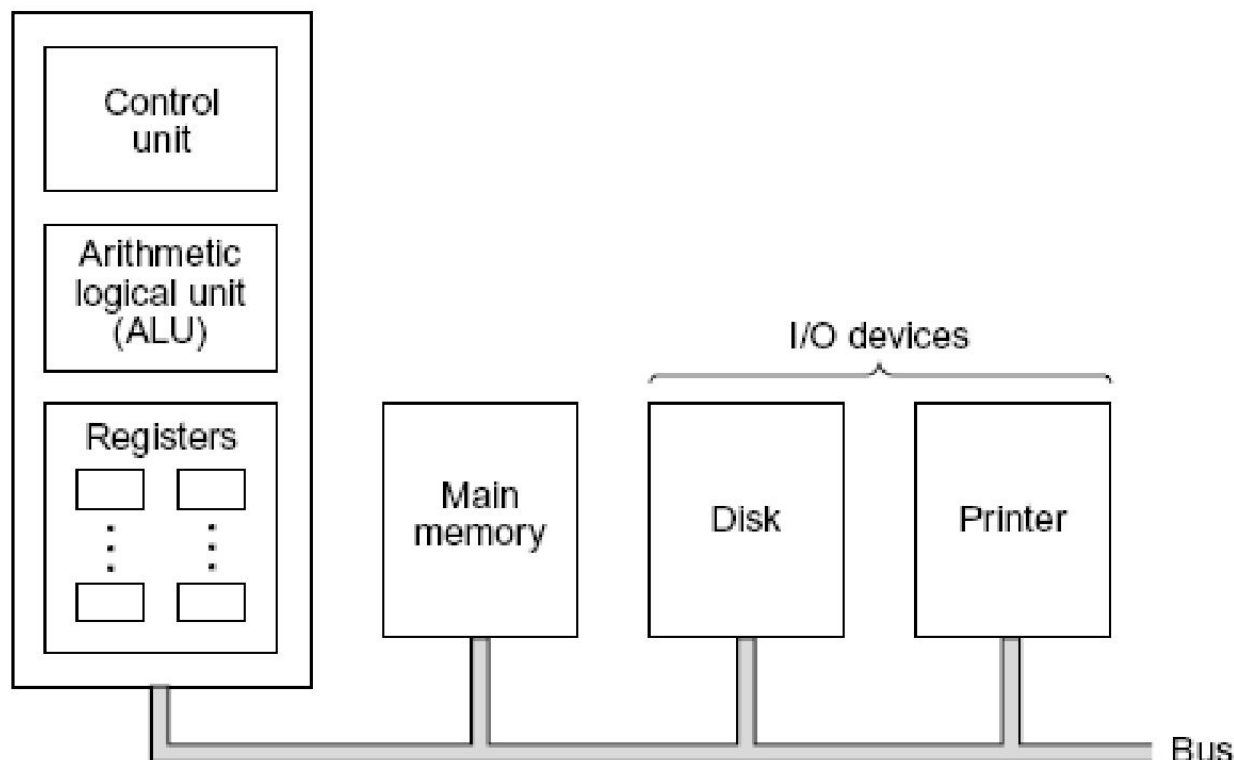 Control
unit
Arithmetic
logical unit
(ALU)
Registers
I/O devices
Main
memory
Disk
Printer
Bus